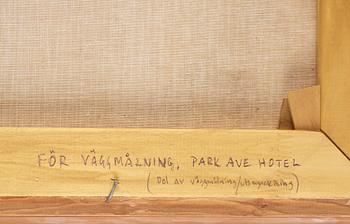 FÖR VÄGGMÅLNING, PARK AVE HOTEL
(Del av väggmålning/utsmyckning)